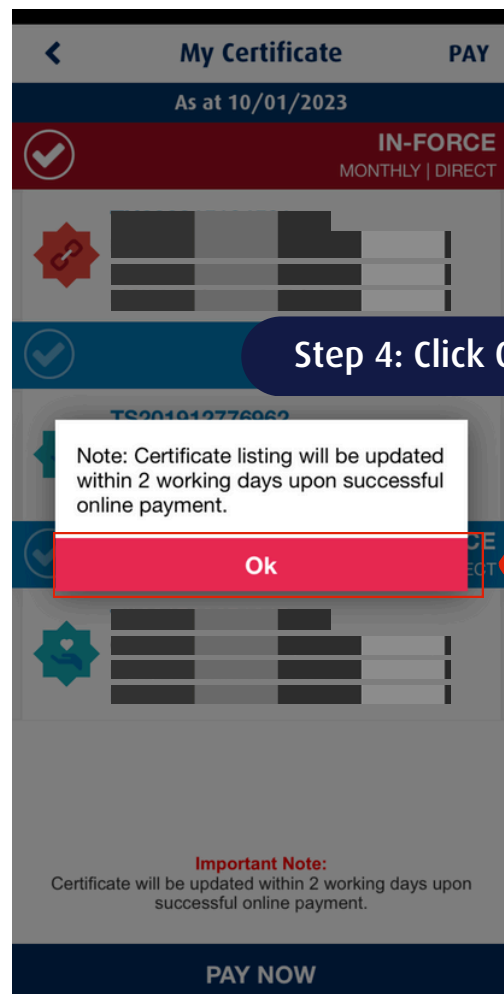 My Certificate
PAY
As at 10/01/2023
IN-FORCE
MONTHLY | DIRECT
Step 4: Click
TS201912776962
Note: Certificate listing will be updated
within 2 working days upon successful
online payment.
Ok
Important Note:
Certificate will be updated within 2 working days upon
successful online payment.
PAY NOW